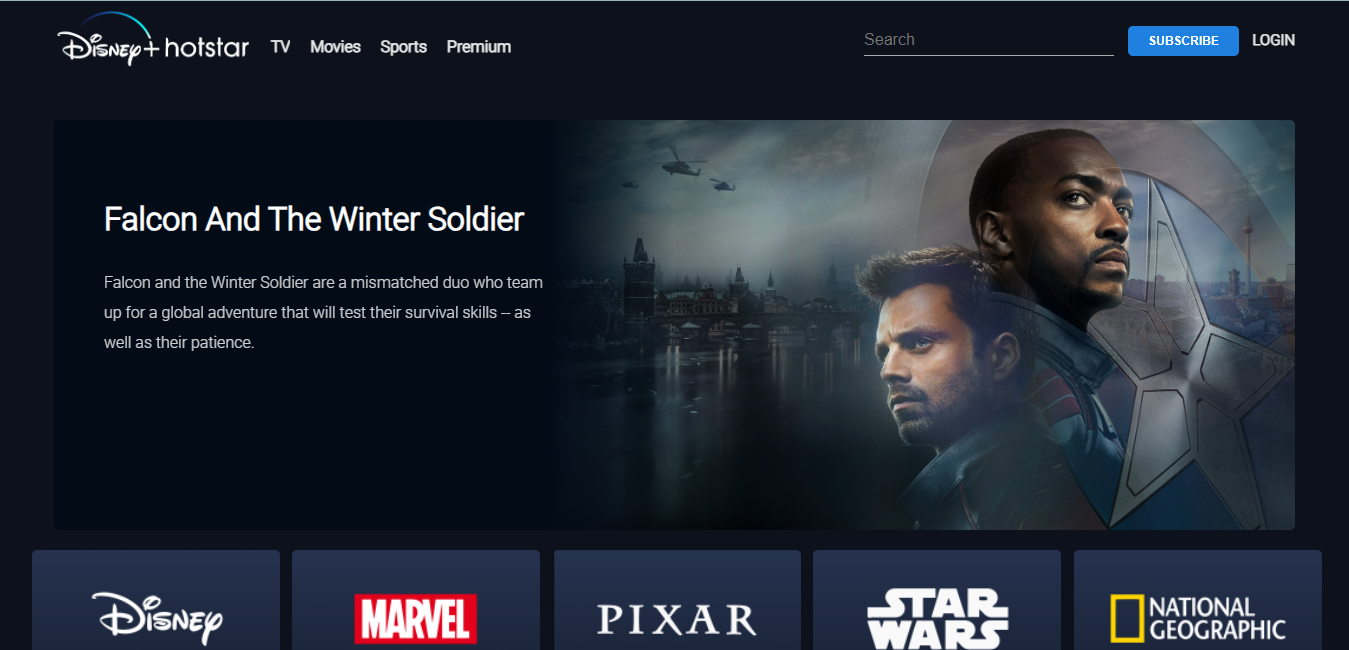 Disney+ hotstar TV Movies Sports Premium Search SUBSCRIBE LOGIN
Falcon And The Winter Soldier
Falcon and the Winter Soldier are a mismatched duo who team
up for a global adventure that will test their survival skills -- as
well as their patience.
Disney MARVEL PIXAR STAR WARS NATIONAL GEOGRAPHIC